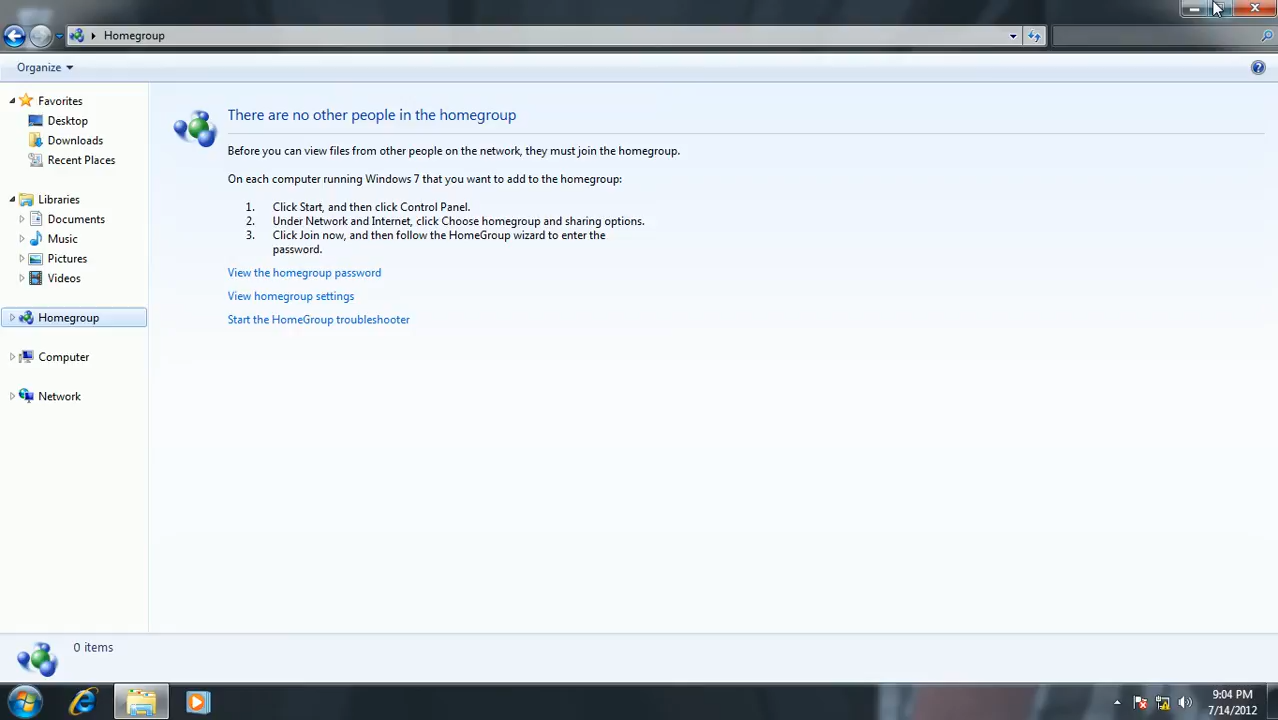 Homegroup
Organize
Favorites
Desktop
Downloads
Recent Places
Libraries
Documents
Music
Pictures
Videos
Homegroup
Computer
Network
There are no other people in the homegroup
Before you can view files from other people on the network, they must join the homegroup.
On each computer running Windows 7 that you want to add to the homegroup:
1. Click Start, and then click Control Panel.
2. Under Network and Internet, click Choose homegroup and sharing options.
3. Click Join now, and then follow the HomeGroup wizard to enter the
password.
View the homegroup password
View homegroup settings
Start the HomeGroup troubleshooter
0 items
9:04 PM
7/14/2012